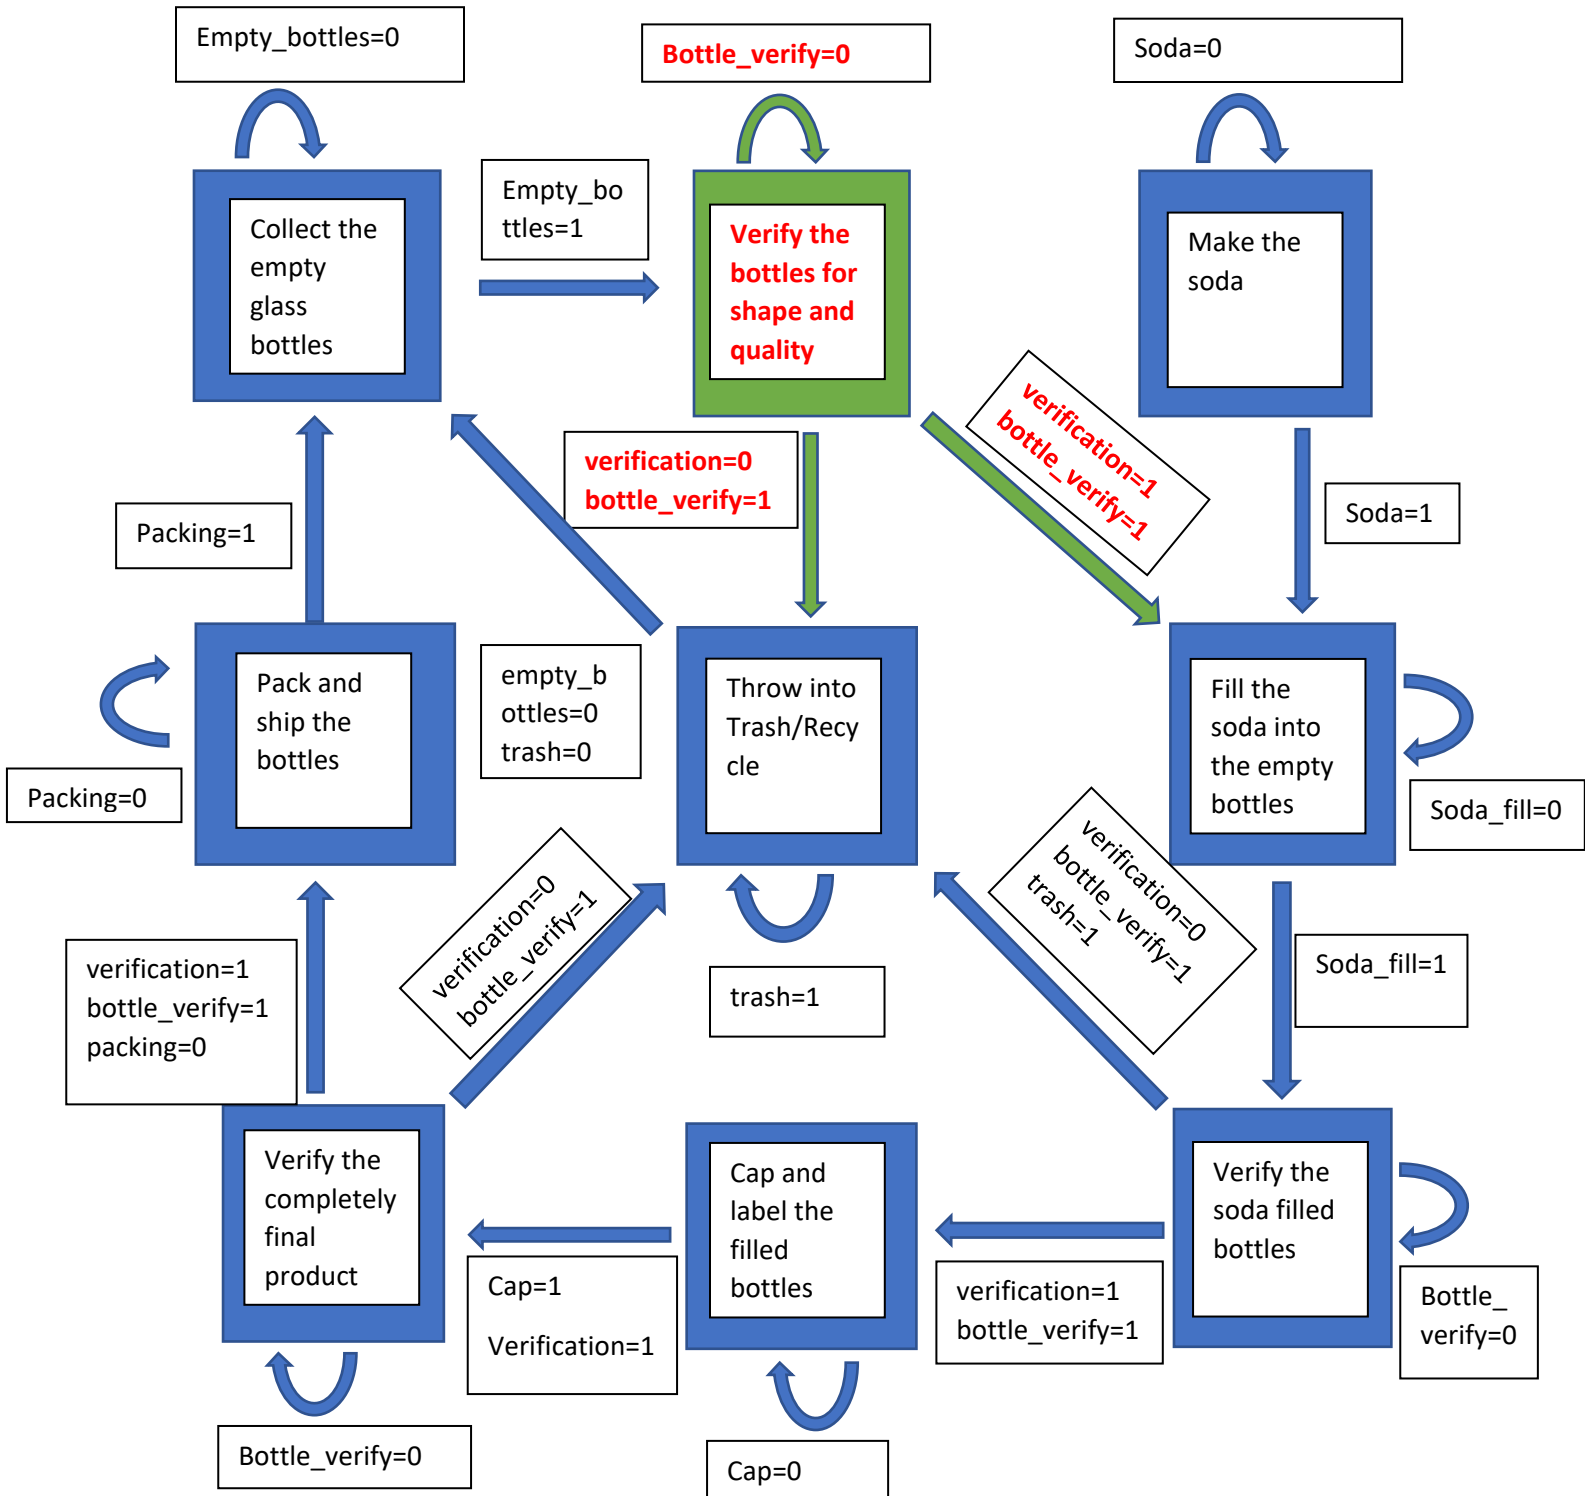 Empty_bottles=0
Bottle_verify=0
Soda=0
Collect the
empty
glass
bottles
Empty_bo
ttles=1
Verify the
bottles for
shape and
quality
Make the
soda
verification=0
bottle_verify=1
verification=1
bottle_verify=1
Soda=1
Packing=1
Pack and
ship the
bottles
Packing=0
empty_b
ottles=0
trash=0
Throw into
Trash/Recy
cle
Fill the
soda into
the empty
bottles
Soda_fill=0
verification=1
bottle_verify=1
packing=0
verification=0
bottle_verify=1
trash=1
verification=0
bottle_verify=1
trash=1
Soda_fill=1
Verify the
completely
final
product
Cap=1
Verification=1
Cap and
label the
filled
bottles
verification=1
bottle_verify=1
Verify the
soda filled
bottles
Bottle_
verify=0
Bottle_verify=0
Cap=0